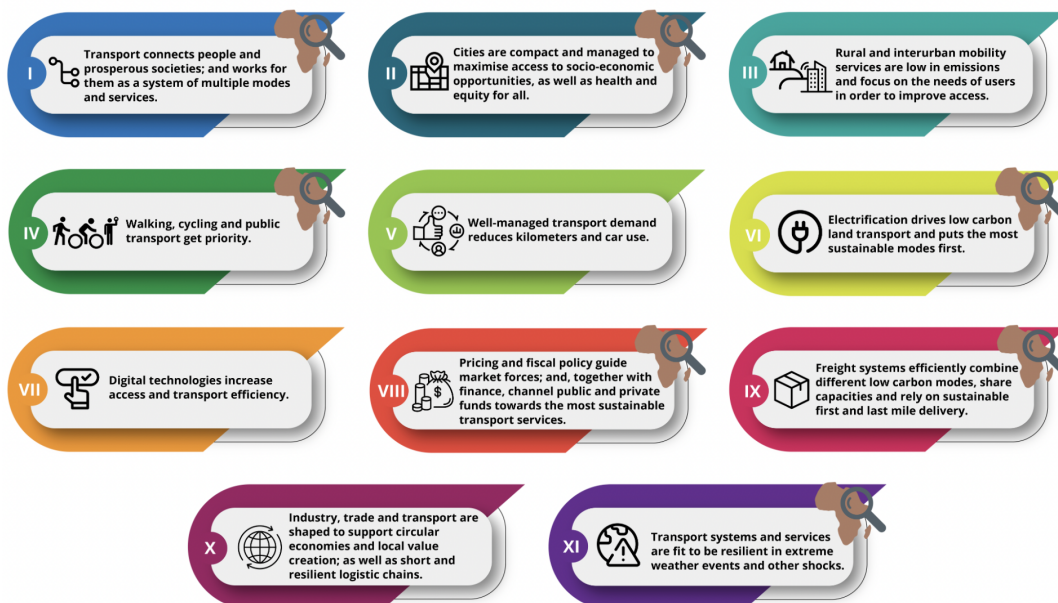 I
Transport connects people and
prosperous societies; and works for
them as a system of multiple modes
and services.
II
Cities are compact and managed to
maximise access to socio-economic
opportunities, as well as health and
equity for all.
III
Rural and interurban mobility
services are low in emissions
and focus on the needs of users
in order to improve access.
IV
Walking, cycling and public
transport get priority.
V
Well-managed transport demand
reduces kilometers and car use.
VI
Electrification drives low carbon
land transport and puts the most
sustainable modes first.
VII
Digital technologies increase
access and transport efficiency.
VIII
Pricing and fiscal policy guide
market forces; and, together with
finance, channel public and private
funds towards the most sustainable
transport services.
$
IX
Freight systems efficiently combine
different low carbon modes, share
capacities and rely on sustainable
first and last mile delivery.
X
Industry, trade and transport are
shaped to support circular
economies and local value
creation; as well as short and
resilient logistic chains.
XI
Transport systems and services
are fit to be resilient in extreme
weather events and other shocks.